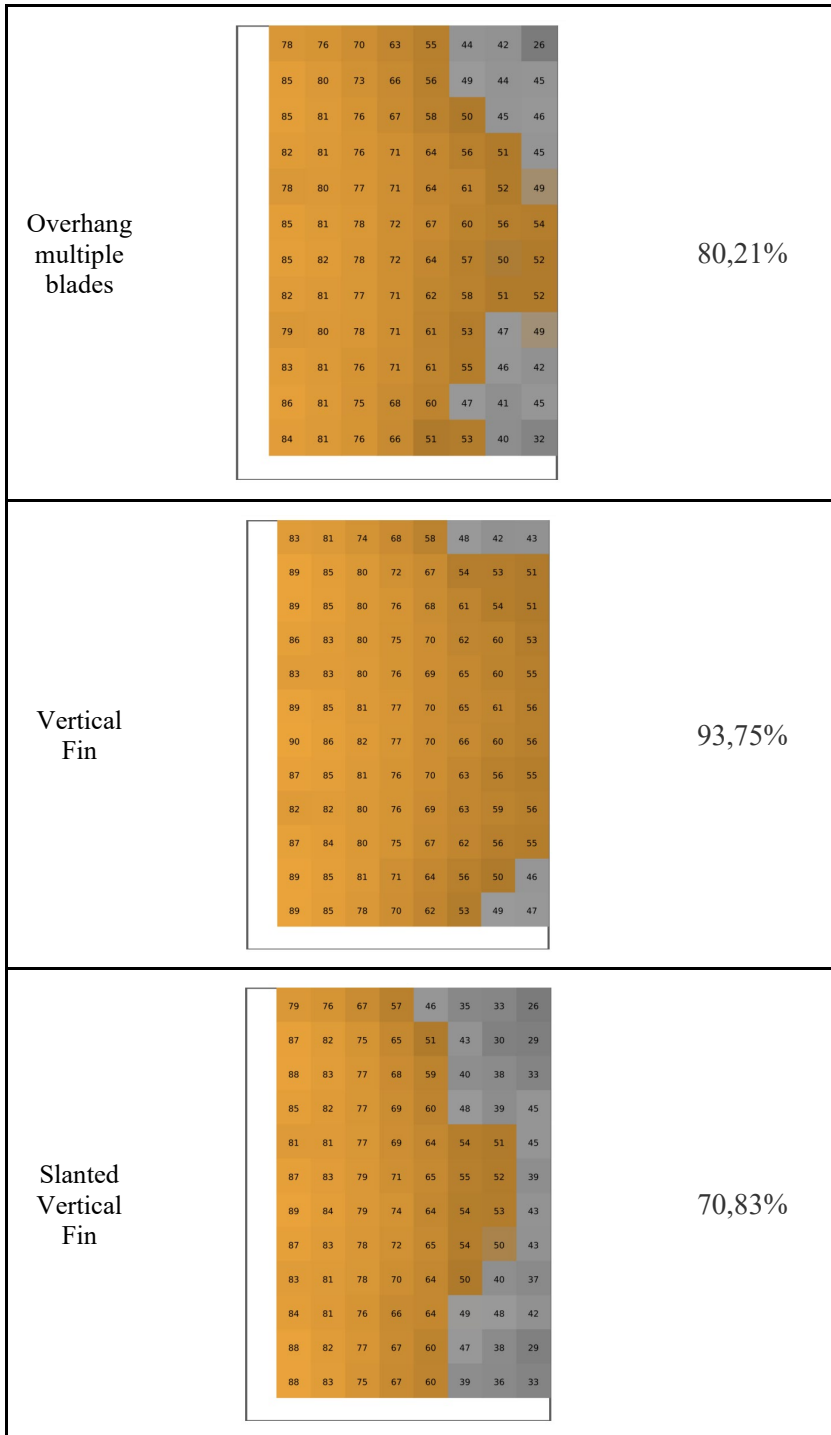 78 76 70 63 55 44 42 26
85 80 73 66 56 49 44 45
85 81 76 67 58 50 45 46
82 81 76 71 64 56 51 45
78 80 77 71 64 61 52 49
85 81 78 72 67 60 56 54
85 82 78 72 64 57 50 52
82 81 77 71 62 58 51 52
79 80 78 71 61 53 47 49
83 81 76 71 61 55 46 42
86 81 75 68 60 47 41 45
84 81 76 66 51 53 40 32
Overhang
multiple
blades
80,21%
83 81 74 68 58 48 42 43
89 85 80 72 67 54 53 51
89 85 80 76 68 61 54 51
86 83 80 75 70 62 60 53
83 83 80 76 69 65 60 55
89 85 81 77 70 65 61 56
90 86 82 77 70 66 60 56
87 85 81 76 70 63 56 55
82 82 80 76 69 63 59 56
87 84 80 75 67 62 56 55
89 85 81 71 64 56 50 46
89 85 78 70 62 53 49 47
Vertical
Fin
93,75%
79 76 67 57 46 35 33 26
87 82 75 65 51 43 30 29
88 83 77 68 59 40 38 33
85 82 77 69 60 48 39 45
81 81 77 69 64 54 51 45
87 83 79 71 65 55 52 39
89 84 79 74 64 54 53 43
87 83 78 72 65 54 50 43
83 81 78 70 64 50 40 37
84 81 76 66 64 49 48 42
88 82 77 67 60 47 38 29
88 83 75 67 60 39 36 33
Slanted
Vertical
Fin
70,83%